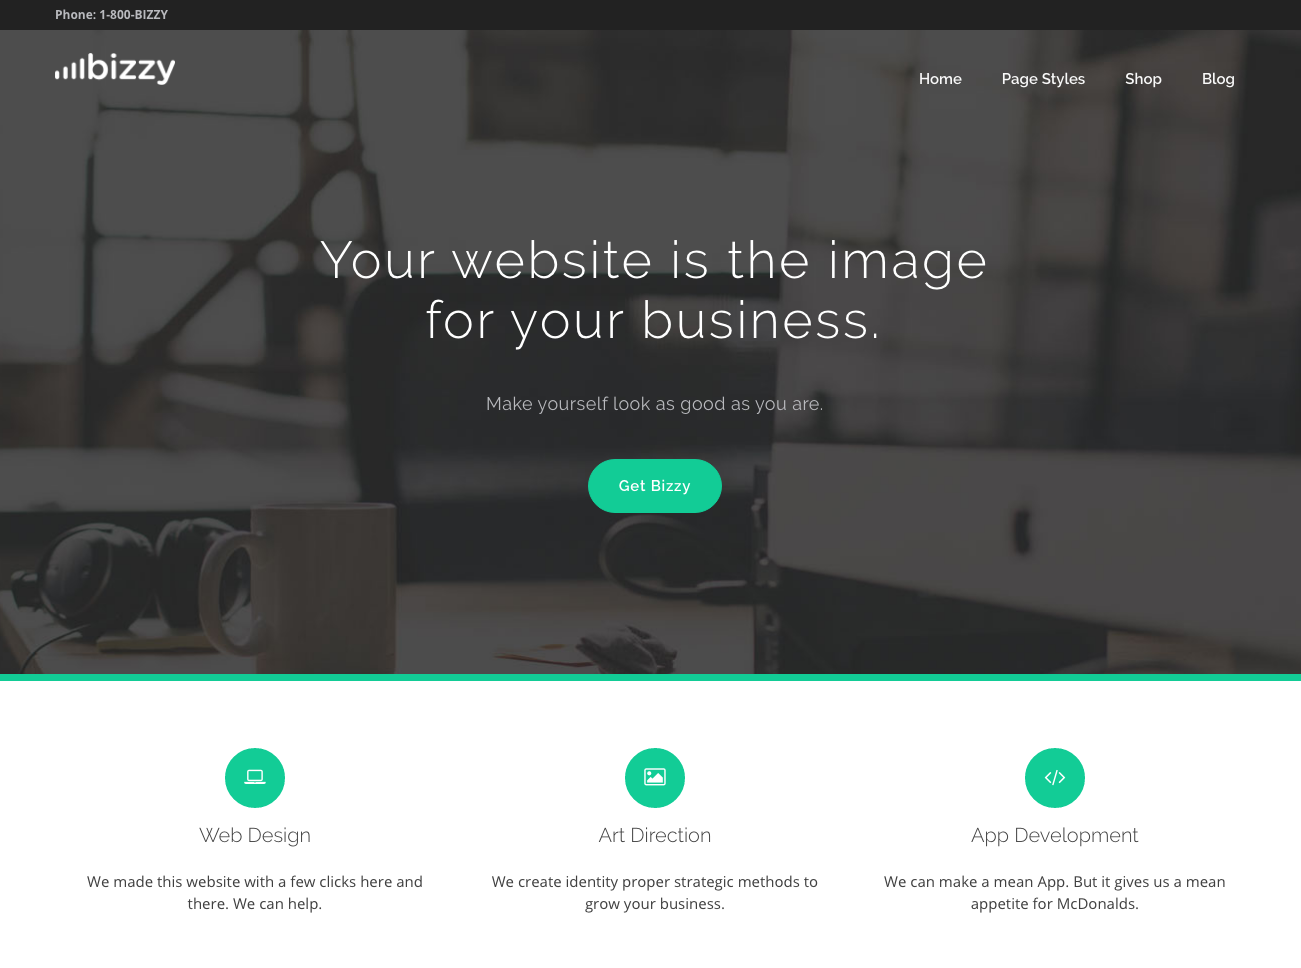 Phone: 1-800-BIZZY
bizzy
Home Page Styles Shop Blog
Your website is the image
for your business.
Make yourself look as good as you are.
Get Bizzy
Web Design
We made this website with a few clicks here and
there. We can help.
Art Direction
We create identity proper strategic methods to
grow your business.
App Development
We can make a mean App. But it gives us a mean
appetite for McDonalds.